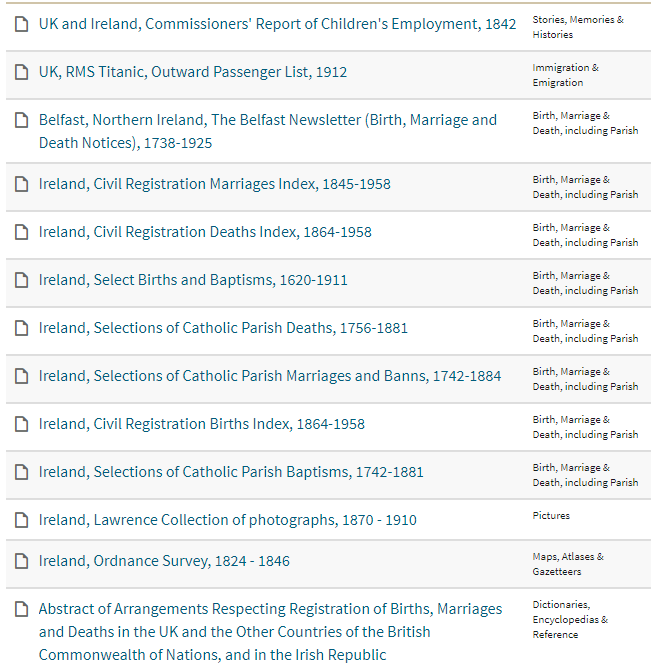 UK and Ireland, Commissioners' Report of Children's Employment, 1842
Stories, Memories &
Histories
UK, RMS Titanic, Outward Passenger List, 1912
Immigration &
Emigration
Belfast, Northern Ireland, The Belfast Newsletter (Birth, Marriage and
Death Notices), 1738-1925
Birth, Marriage &
Death, including Parish
Ireland, Civil Registration Marriages Index, 1845-1958
Birth, Marriage &
Death, including Parish
Ireland, Civil Registration Deaths Index, 1864-1958
Birth, Marriage &
Death, including Parish
Ireland, Select Births and Baptisms, 1620-1911
Birth, Marriage &
Death, including Parish
Ireland, Selections of Catholic Parish Deaths, 1756-1881
Birth, Marriage &
Death, including Parish
Ireland, Selections of Catholic Parish Marriages and Banns, 1742-1884
Birth, Marriage &
Death, including Parish
Ireland, Civil Registration Births Index, 1864-1958
Birth, Marriage &
Death, including Parish
Ireland, Selections of Catholic Parish Baptisms, 1742-1881
Birth, Marriage &
Death, including Parish
Ireland, Lawrence Collection of photographs, 1870 - 1910
Pictures
Ireland, Ordnance Survey, 1824 - 1846
Maps, Atlases &
Gazetteers
Abstract of Arrangements Respecting Registration of Births, Marriages
and Deaths in the UK and the Other Countries of the British
Commonwealth of Nations, and in the Irish Republic
Dictionaries,
Encyclopedias &
Reference